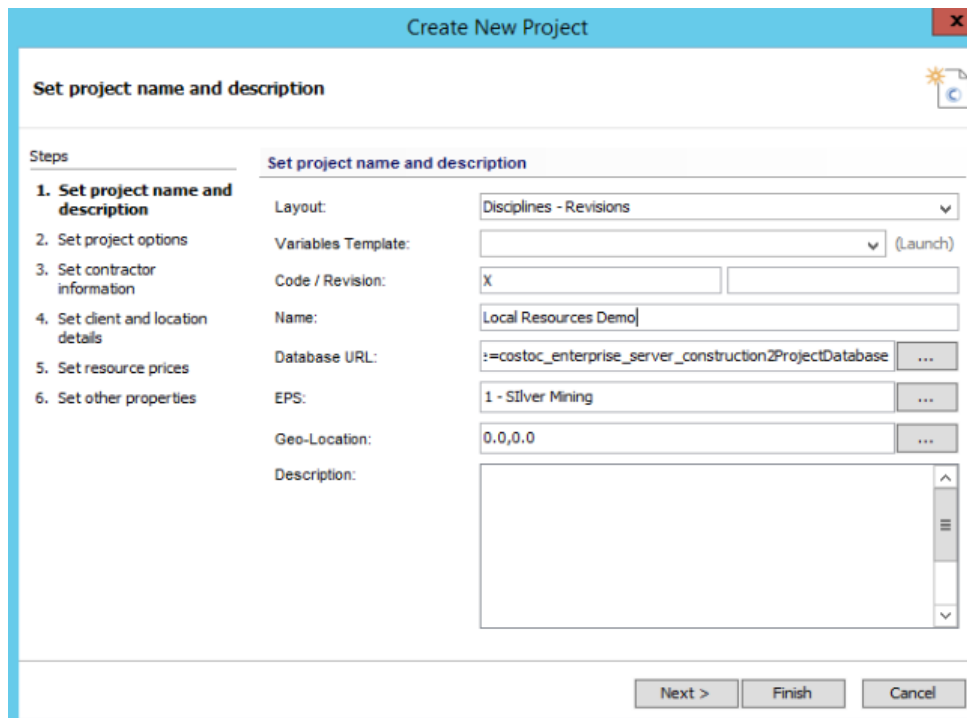 Create New Project
x
Set project name and description
Steps
1. Set project name and
description
2. Set project options
3. Set contractor
information
4. Set client and location
details
5. Set resource prices
6. Set other properties
Set project name and description
Layout:
Disciplines - Revisions
Variables Template:
(Launch)
Code / Revision:
X
Name:
Local Resources Demo
Database URL:
:=costoc_enterprise_server_construction2ProjectDatabase
...
EPS:
1 - SIlver Mining
...
Geo-Location:
0.0,0.0
...
Description:
Next >
Finish
Cancel